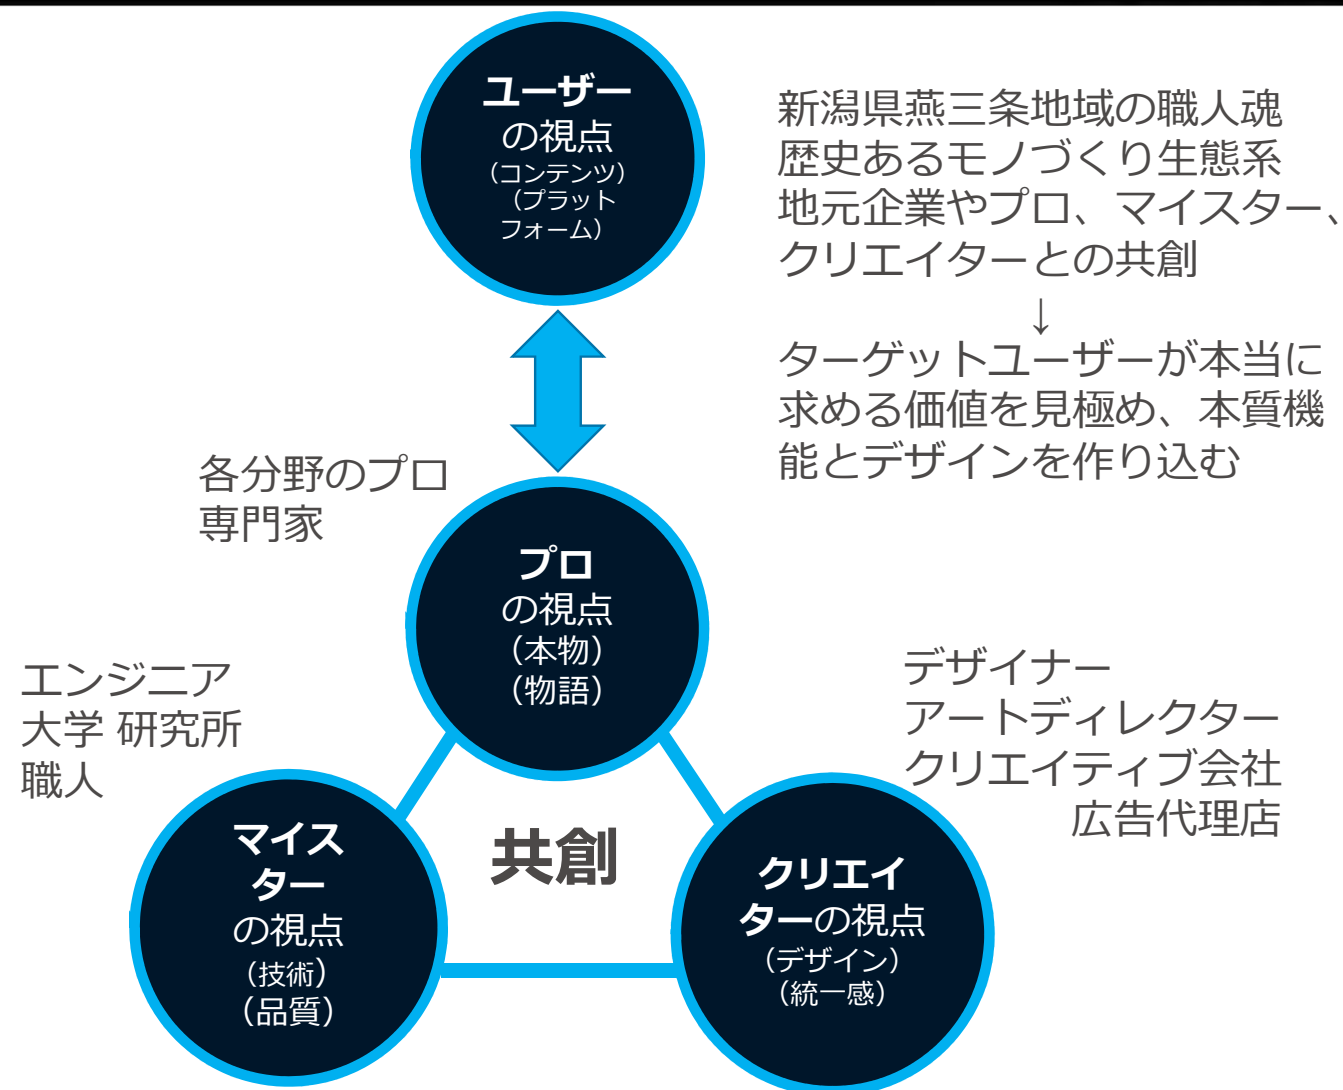 ユーザー
の視点
（コンテンツ）
（プラット
フォーム）
新潟県燕三条地域の職人魂
歴史あるモノづくり生態系
地元企業やプロ、マイスター、
クリエイターとの共創
↓
ターゲットユーザーが本当に
求める価値を見極め、本質機
能とデザインを作り込む
各分野のプロ
専門家
プロ
の視点
（本物）
（物語）
エンジニア
大学 研究所
職人
デザイナー
アートディレクター
クリエイティブ会社
広告代理店
マイス
ター
の視点
（技術）
（品質）
共創
クリエイ
ターの視点
（デザイン）
（統一感）